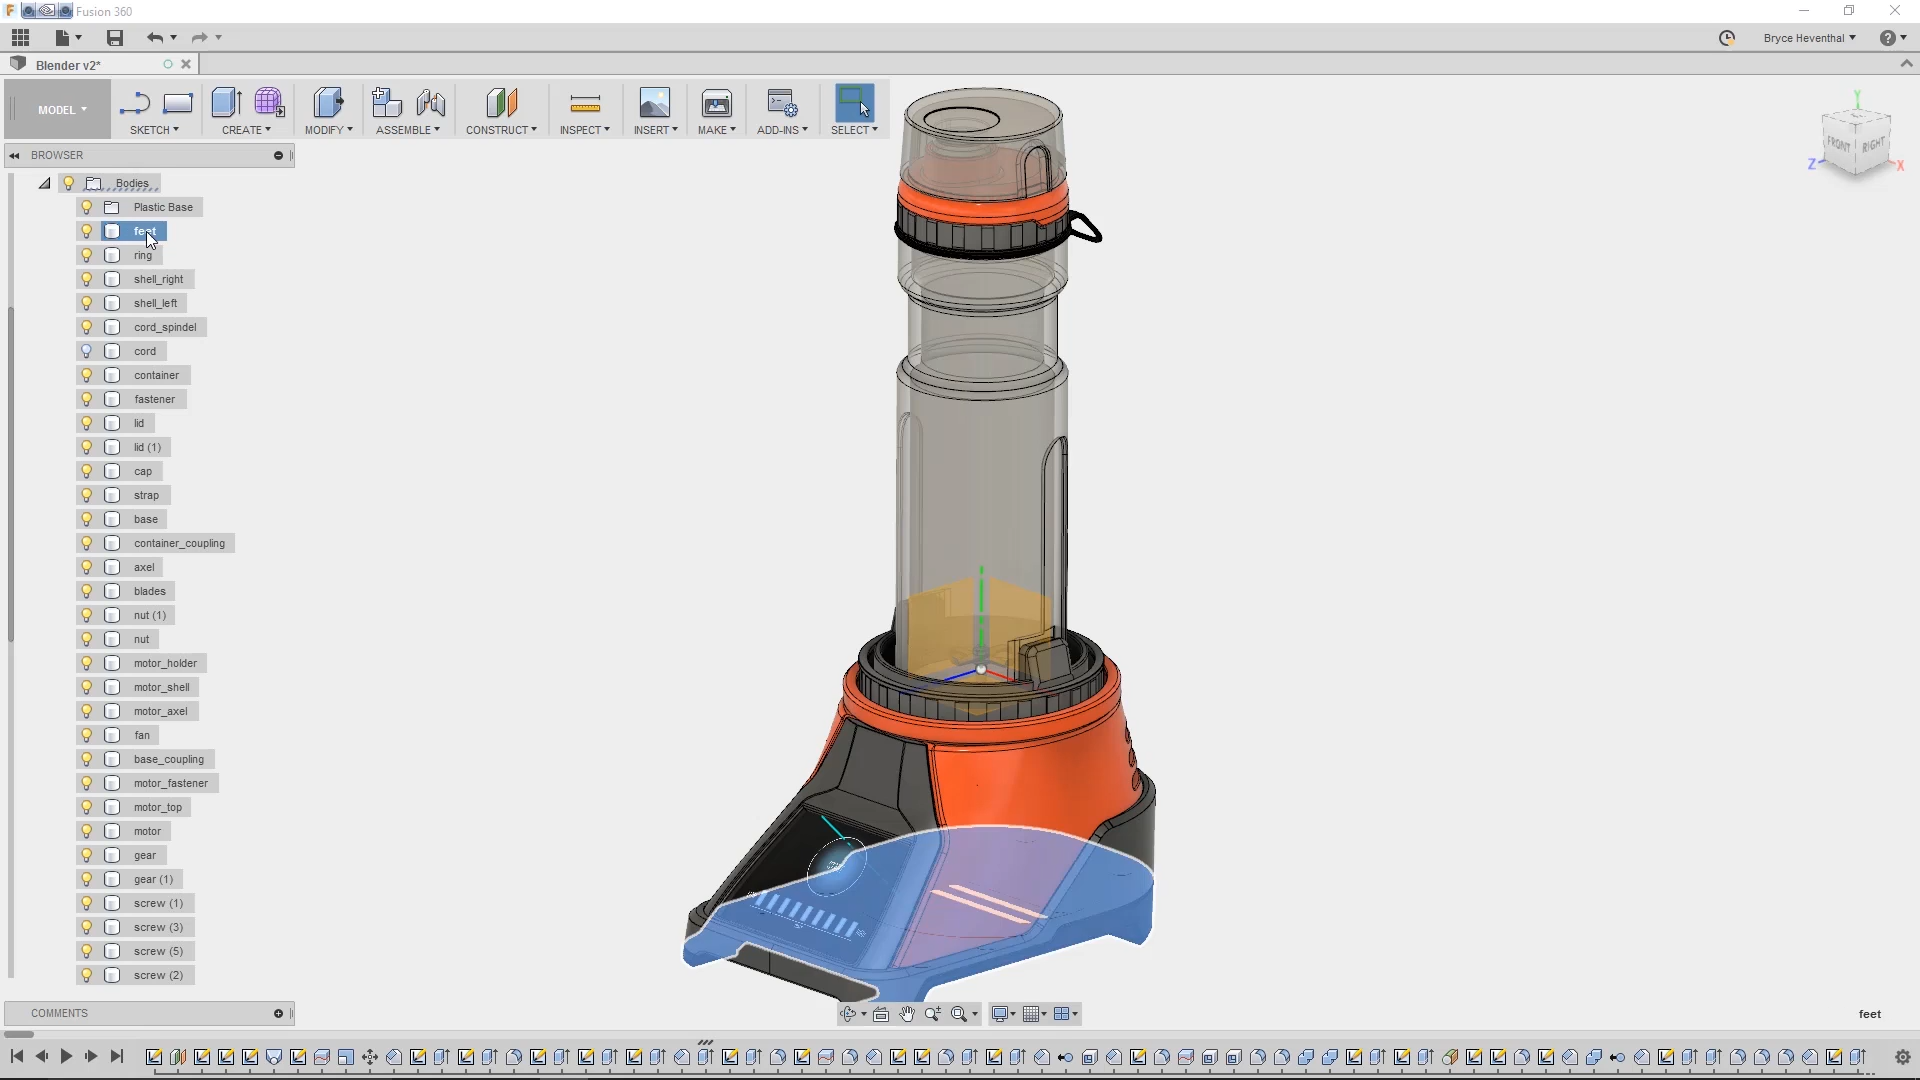 Fusion 360
Bryce Heventhal
Blender v2*
MODEL
SKETCH
CREATE
MODIFY
ASSEMBLE
CONSTRUCT
INSPECT
INSERT
MAKE
ADD-INS
SELECT
Y
FRONT
RIGHT
Z
X
BROWSER
Bodies
Plastic Base
feet
ring
shell_right
shell_left
cord_spindel
cord
container
fastener
lid
lid (1)
cap
strap
base
container_coupling
axel
blades
nut (1)
nut
motor_holder
motor_shell
motor_axel
fan
base_coupling
motor_fastener
motor_top
motor
gear
gear (1)
screw (1)
screw (3)
screw (5)
screw (2)
COMMENTS
feet